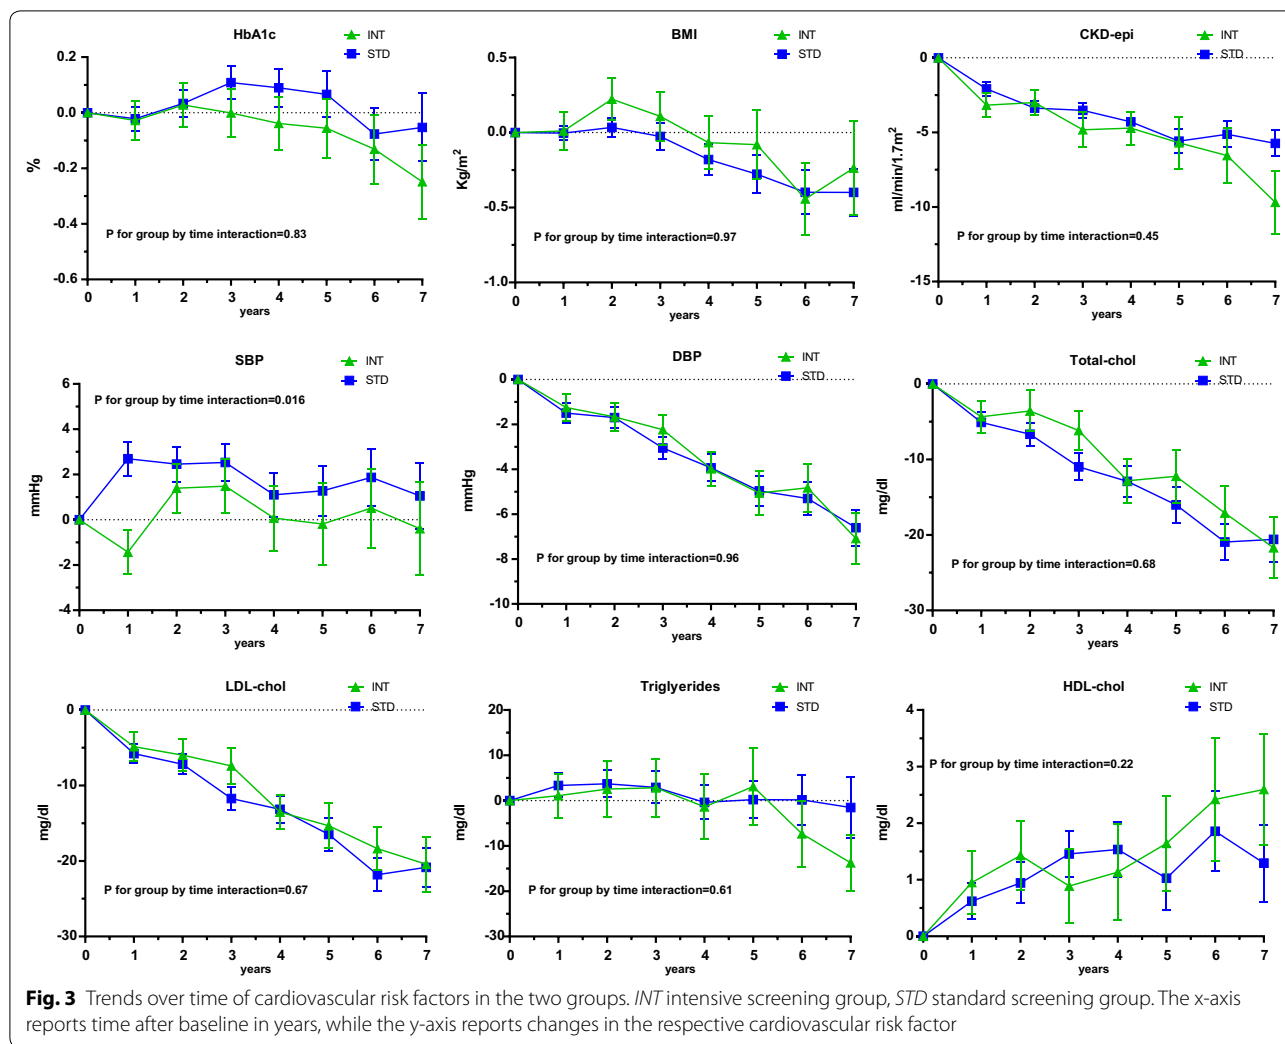 HbA1c
INT
STD
0.2
0.0
-0.2
-0.4
-0.6
%
P for group by time interaction=0.83
0 1 2 3 4 5 6 7
years
BMI
INT
STD
0.5
0.0
-0.5
-1.0
Kg/m²
P for group by time interaction=0.97
0 1 2 3 4 5 6 7
years
CKD-epi
INT
STD
0
-5
-10
-15
ml/min/1.7m²
P for group by time interaction=0.45
0 1 2 3 4 5 6 7
years
SBP
INT
STD
6
4
2
0
-2
-4
mmHg
P for group by time interaction=0.016
0 1 2 3 4 5 6 7
years
DBP
INT
STD
0
-2
-4
-6
-8
-10
mmHg
P for group by time interaction=0.96
0 1 2 3 4 5 6 7
years
Total-chol
INT
STD
0
-10
-20
-30
mg/dl
P for group by time interaction=0.68
0 1 2 3 4 5 6 7
years
LDL-chol
INT
STD
0
-10
-20
-30
mg/dl
P for group by time interaction=0.67
0 1 2 3 4 5 6 7
years
Triglyerides
INT
STD
20
10
0
-10
-20
-30
mg/dl
P for group by time interaction=0.61
0 1 2 3 4 5 6 7
years
HDL-chol
INT
STD
4
3
2
1
0
mg/dl
P for group by time interaction=0.22
0 1 2 3 4 5 6 7
years
Fig. 3 Trends over time of cardiovascular risk factors in the two groups. INT intensive screening group, STD standard screening group. The x-axis
reports time after baseline in years, while the y-axis reports changes in the respective cardiovascular risk factor